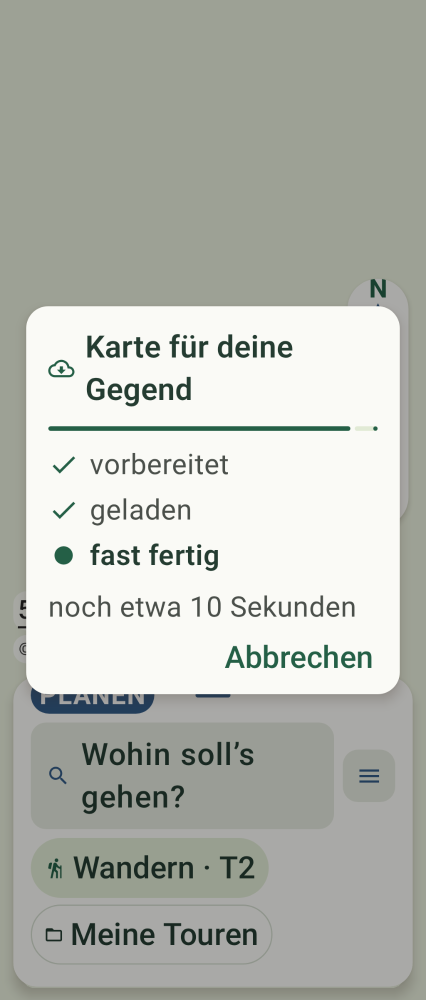 N
Karte für deine
Gegend
vorbereitet
geladen
fast fertig
noch etwa 10 Sekunden
Abbrechen
PLANEN
Wohin soll’s
gehen?
Wandern · T2
Meine Touren